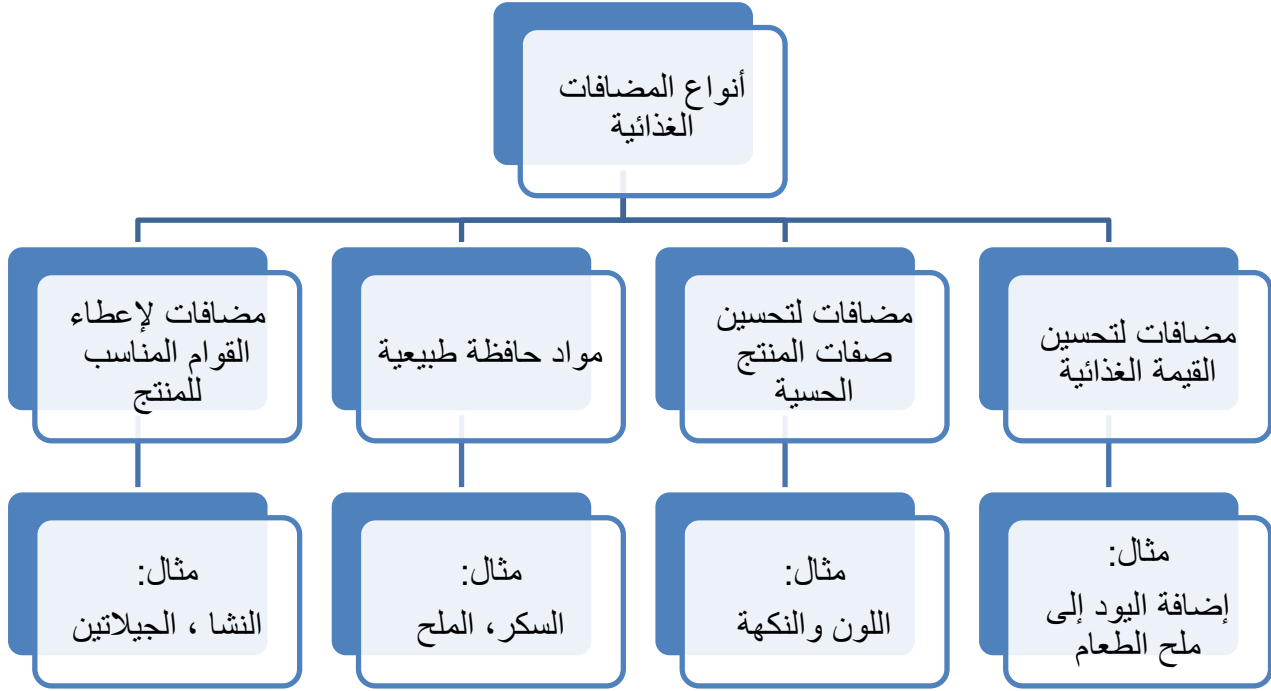 أنواع المضافات
الغذائية
مضافات لتحسين
القيمة الغذائية
مضافات لتحسين
صفات المنتج
الحسية
مواد حافظة طبيعية
مضافات لإعطاء
القوام المناسب
للمنتج
مثال:
إضافة اليود إلى
ملح الطعام
مثال:
اللون والنكهة
مثال:
السكر، الملح
مثال:
النشا ، الجيلاتين